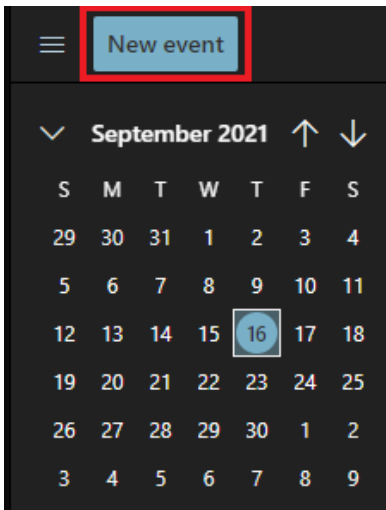 New event
September 2021
S M T W T F S
29 30 31 1 2 3 4
5 6 7 8 9 10 11
12 13 14 15 16 17 18
19 20 21 22 23 24 25
26 27 28 29 30 1 2
3 4 5 6 7 8 9